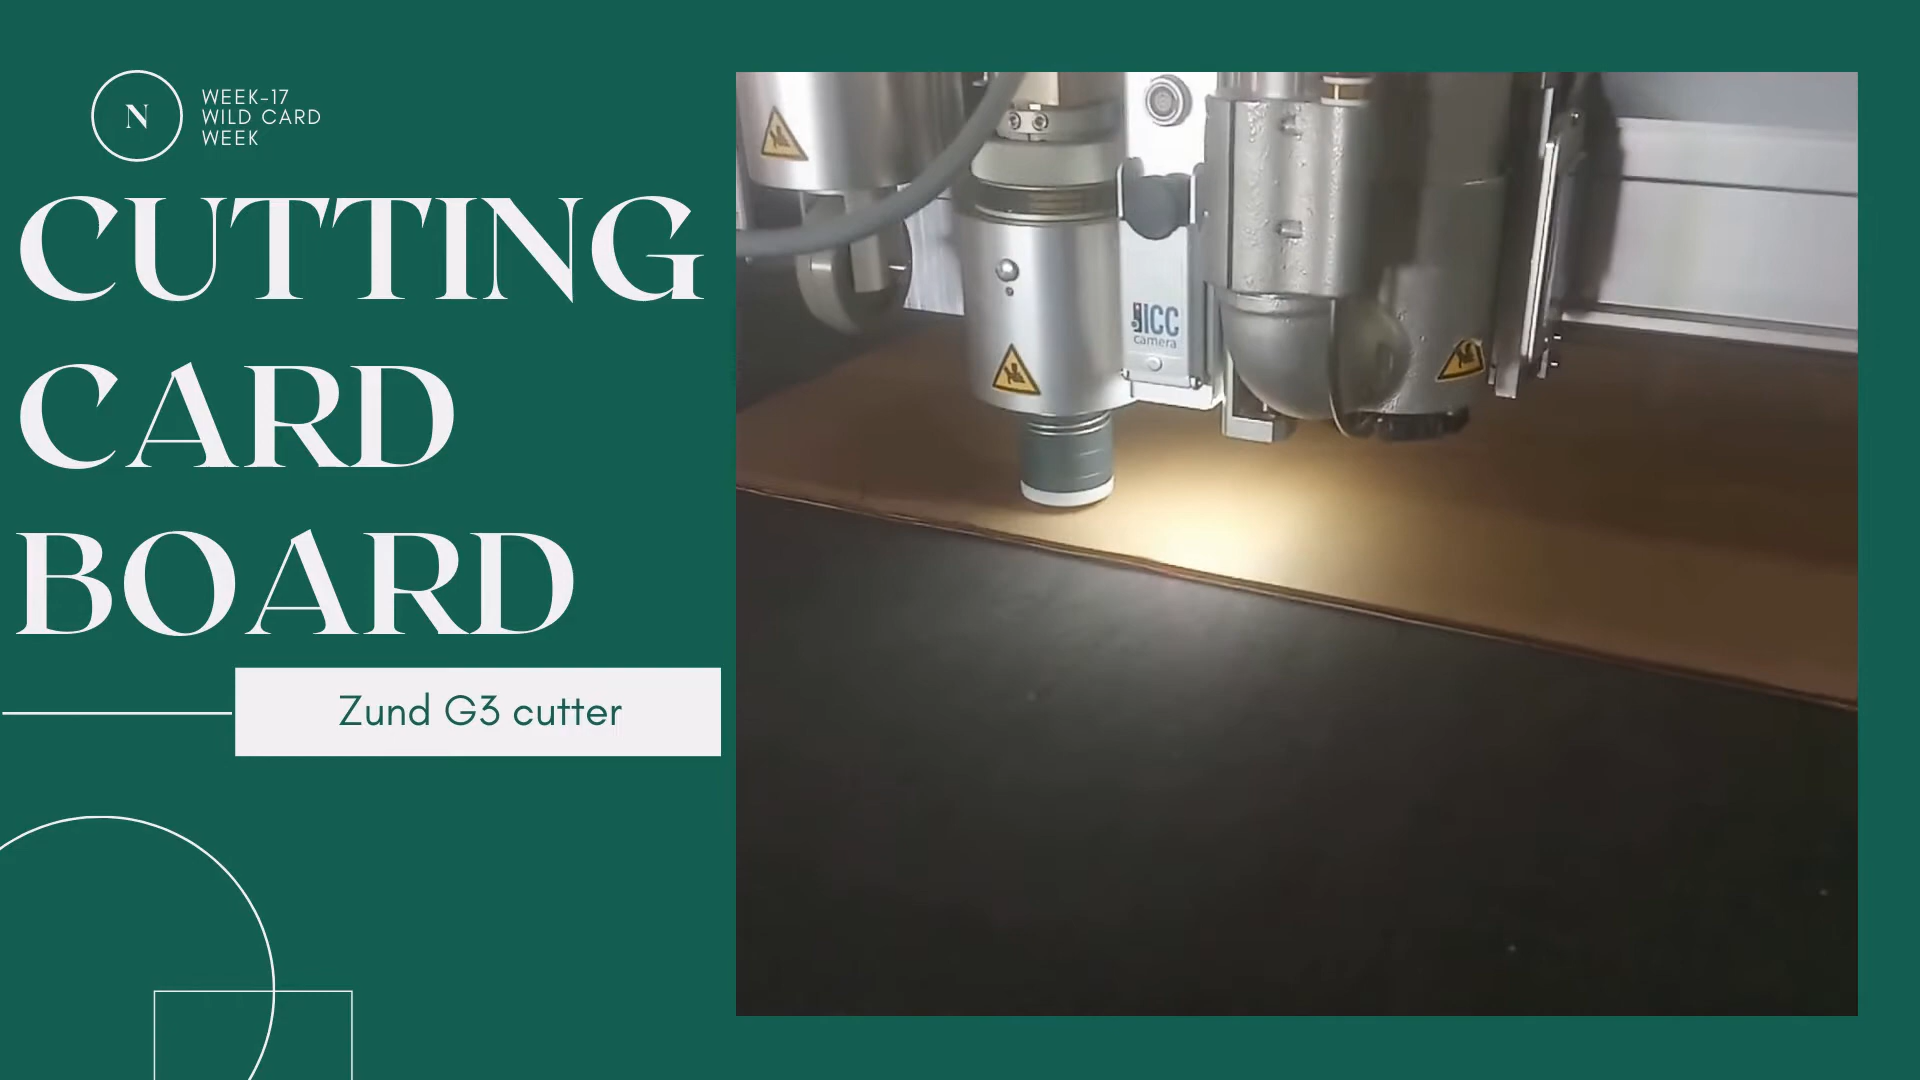 N
WEEK-17
WILD CARD
WEEK
CUTTING
CARD
BOARD
Zund G3 cutter
ICC
camera